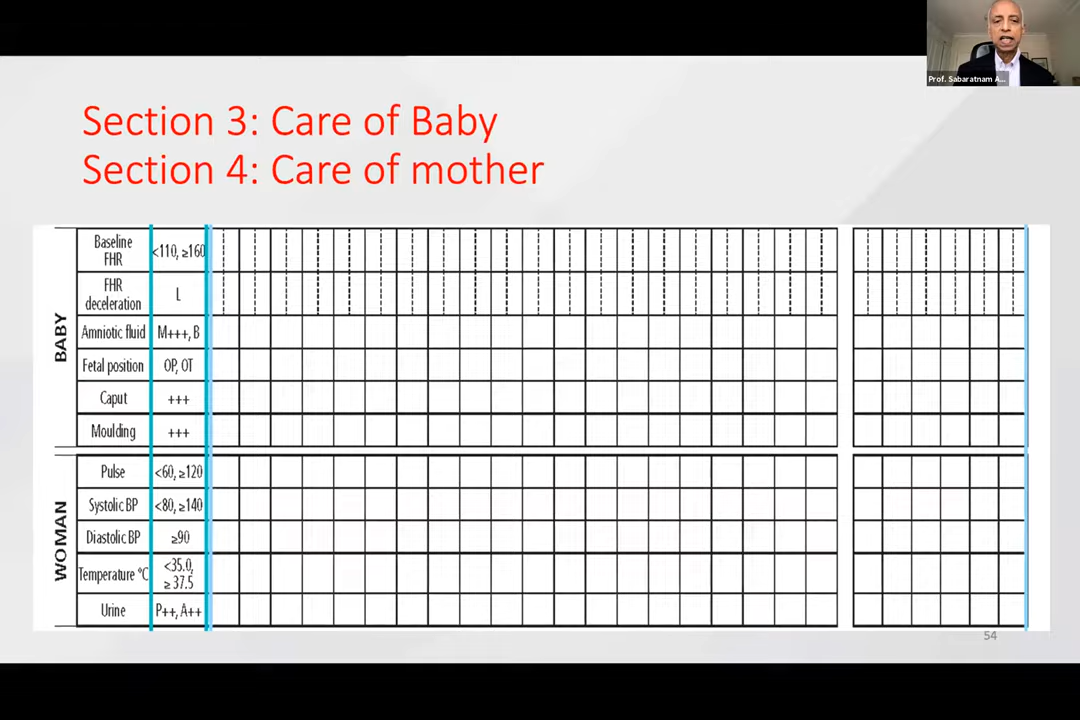 Prof. Sabaratnam A...
Section 3: Care of Baby
Section 4: Care of mother
BABY
Baseline FHR <110, ≥160
FHR deceleration L
Amniotic fluid M+++, B
Fetal position OP, OT
Caput +++
Moulding +++
WOMAN
Pulse <60, ≥120
Systolic BP <80, ≥140
Diastolic BP ≥90
Temperature °C <35.0, ≥ 37.5
Urine P++, A++
54